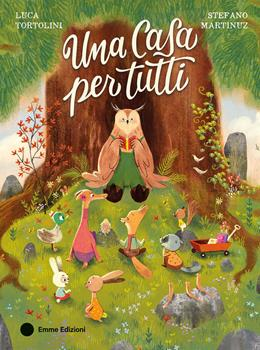 LUCA
TORTOLINI
STEFANO
MARTINUZ
Una Casa
per tutti
Emme Edizioni